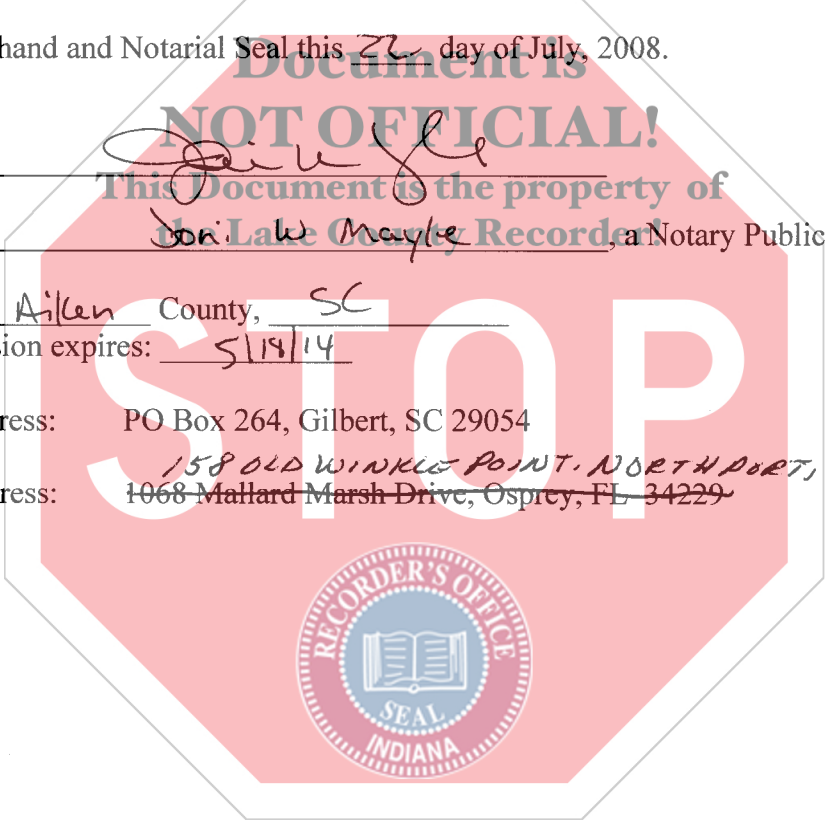 hand and Notarial Seal this 22 day of July, 2008.
Document is
NOT OFFICIAL!
This Document is the property of
the Lake County Recorder!
W Mayle, a Notary Public
Aiken County, SC
ion expires: 5/18/14
ress: PO Box 264, Gilbert, SC 29054
158 OLD WINKLE POINT. NORTHPORT,
ress: 1068 Mallard Marsh Drive, Osprey, FL 34229
STOP
RECORDER'S OFFICE
SEAL
INDIANA